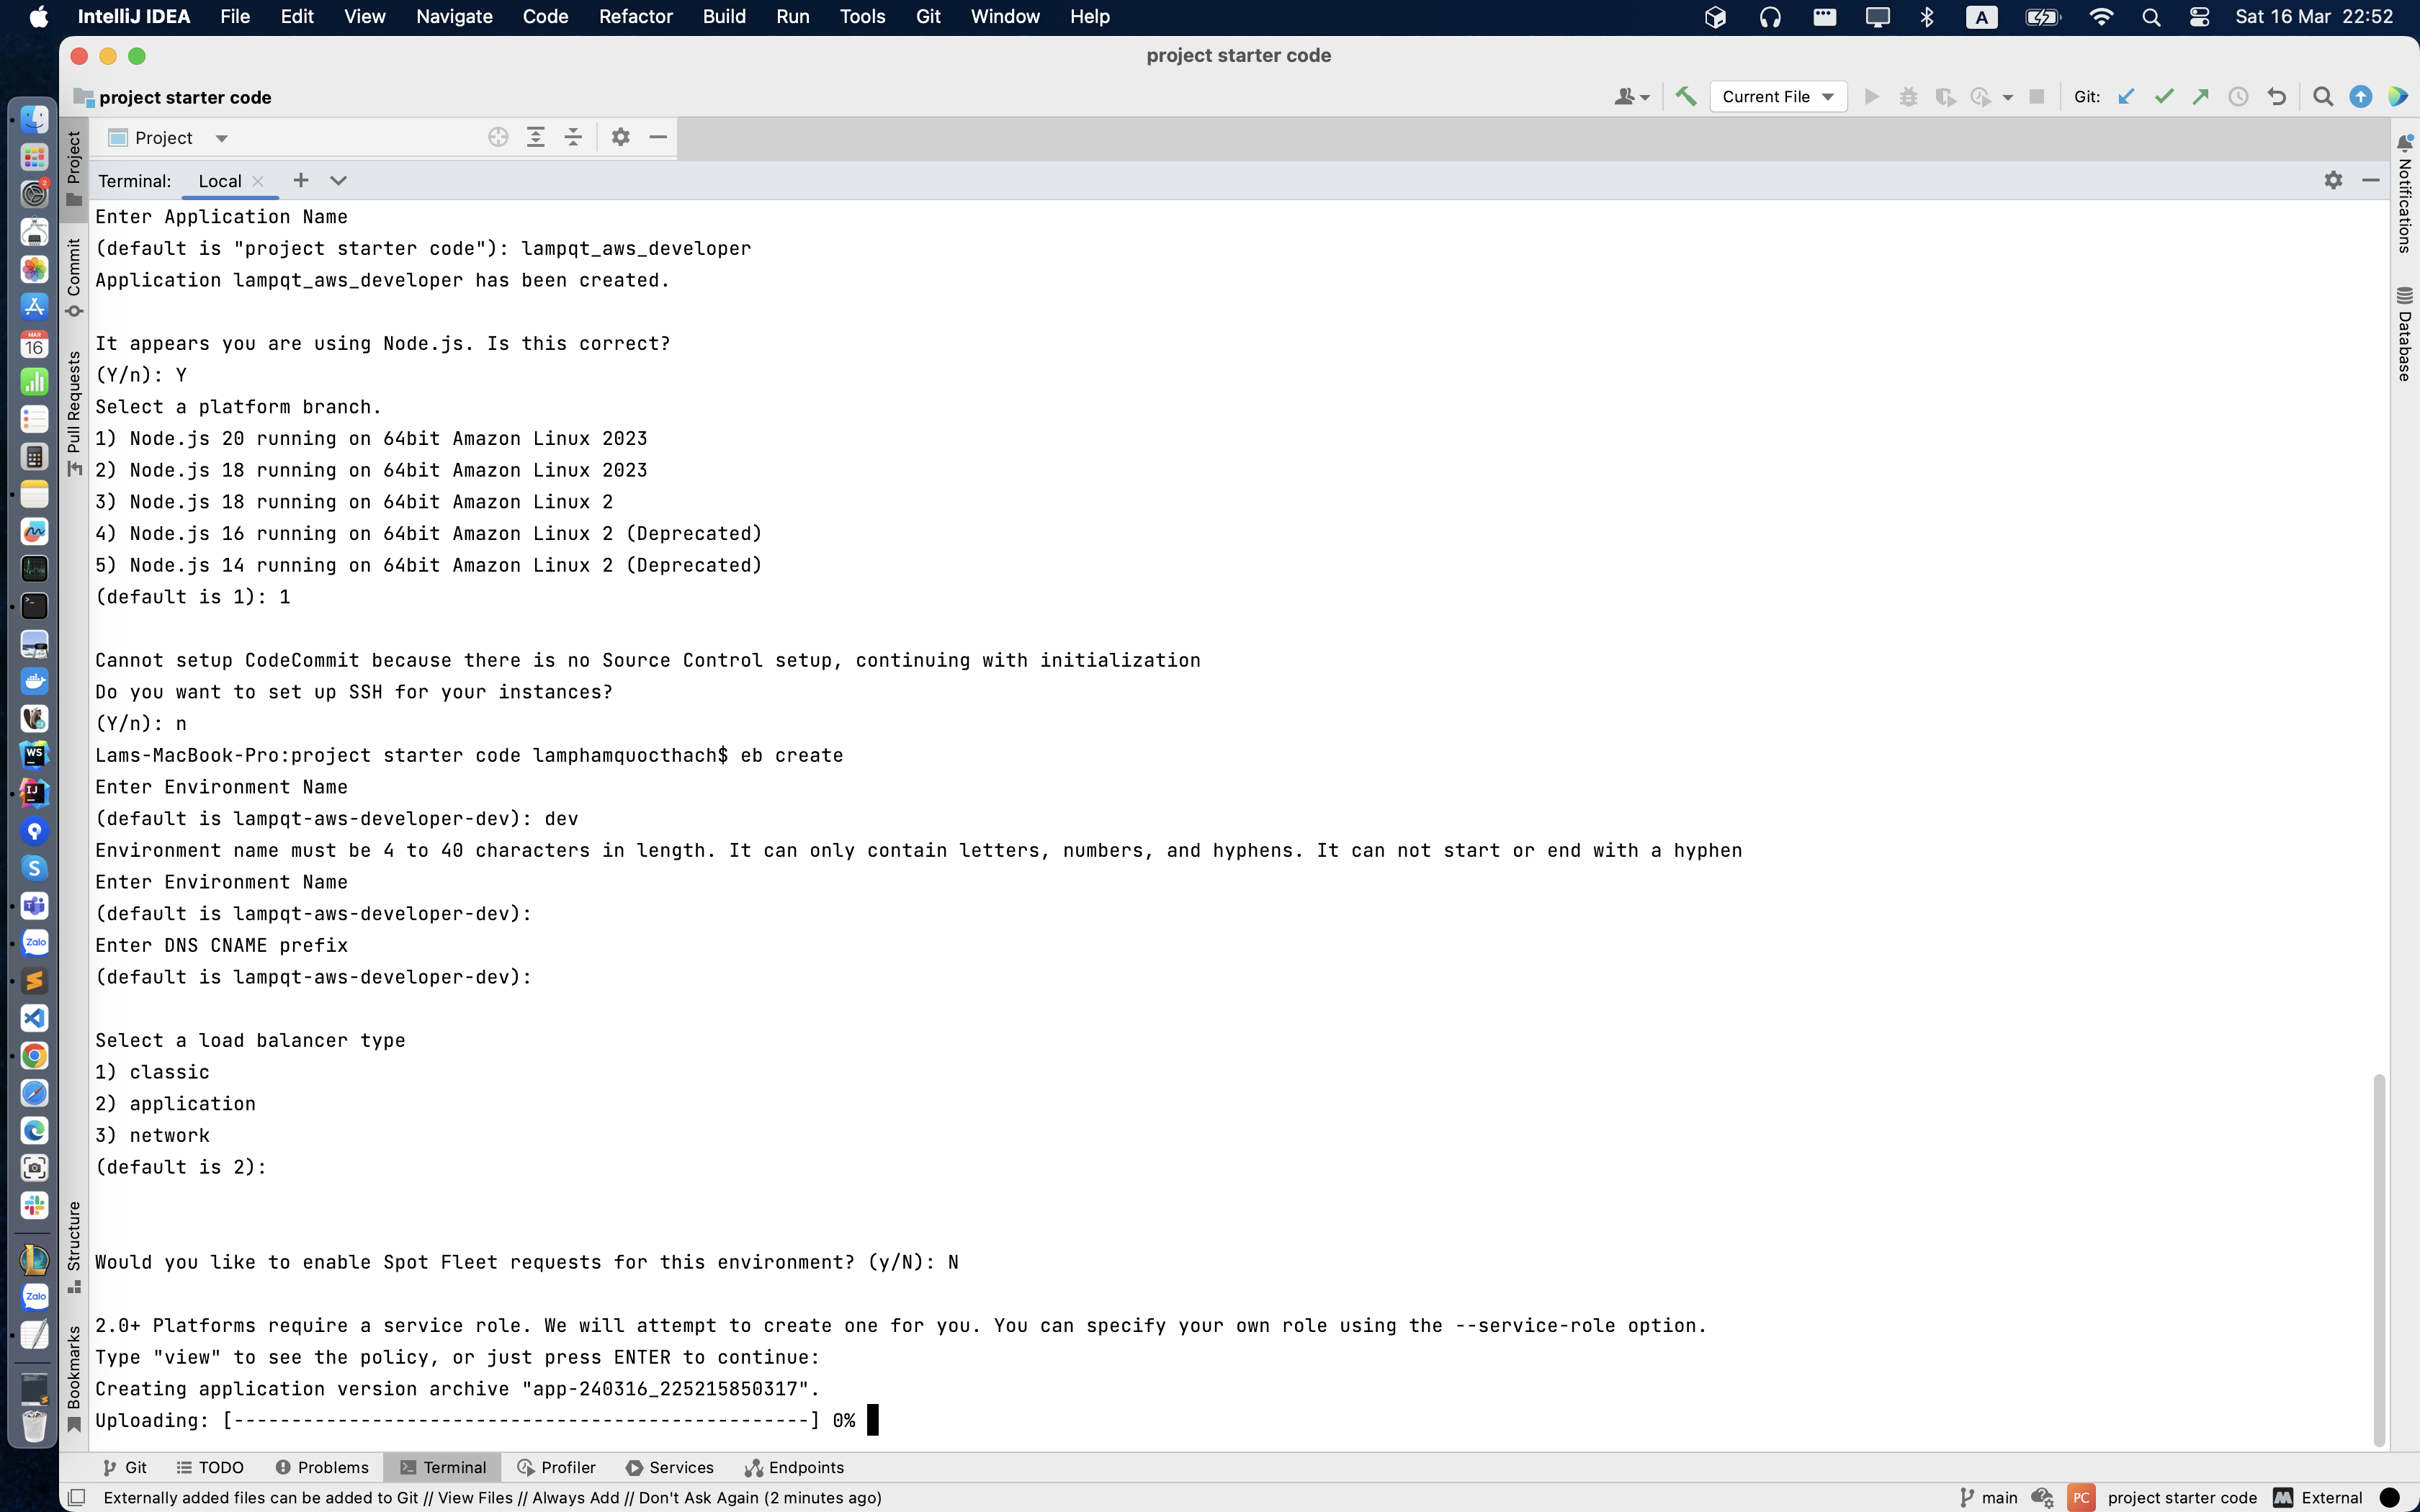 IntelliJ IDEA File Edit View Navigate Code Refactor Build Run Tools Git Window Help A Sat 16 Mar 22:52
project starter code
project starter code Current File Git:
Project
Terminal: Local
Enter Application Name
(default is "project starter code"): lampqt_aws_developer
Application lampqt_aws_developer has been created.
It appears you are using Node.js. Is this correct?
(Y/n): Y
Select a platform branch.
1) Node.js 20 running on 64bit Amazon Linux 2023
2) Node.js 18 running on 64bit Amazon Linux 2023
3) Node.js 18 running on 64bit Amazon Linux 2
4) Node.js 16 running on 64bit Amazon Linux 2 (Deprecated)
5) Node.js 14 running on 64bit Amazon Linux 2 (Deprecated)
(default is 1): 1
Cannot setup CodeCommit because there is no Source Control setup, continuing with initialization
Do you want to set up SSH for your instances?
(Y/n): n
Lams-MacBook-Pro:project starter code lamphamquocthach$ eb create
Enter Environment Name
(default is lampqt-aws-developer-dev): dev
Environment name must be 4 to 40 characters in length. It can only contain letters, numbers, and hyphens. It can not start or end with a hyphen
Enter Environment Name
(default is lampqt-aws-developer-dev):
Enter DNS CNAME prefix
(default is lampqt-aws-developer-dev):
Select a load balancer type
1) classic
2) application
3) network
(default is 2):
Would you like to enable Spot Fleet requests for this environment? (y/N): N
2.0+ Platforms require a service role. We will attempt to create one for you. You can specify your own role using the --service-role option.
Type "view" to see the policy, or just press ENTER to continue:
Creating application version archive "app-240316_225215850317".
Uploading: [--------------------------------------------------] 0%
Project
Commit
Pull Requests
Structure
Bookmarks
Notifications
Database
2
MAR
16
WS
IJ
S
Zalo
Zalo
Git TODO Problems Terminal Profiler Services Endpoints
Externally added files can be added to Git // View Files // Always Add // Don't Ask Again (2 minutes ago) main PC project starter code External